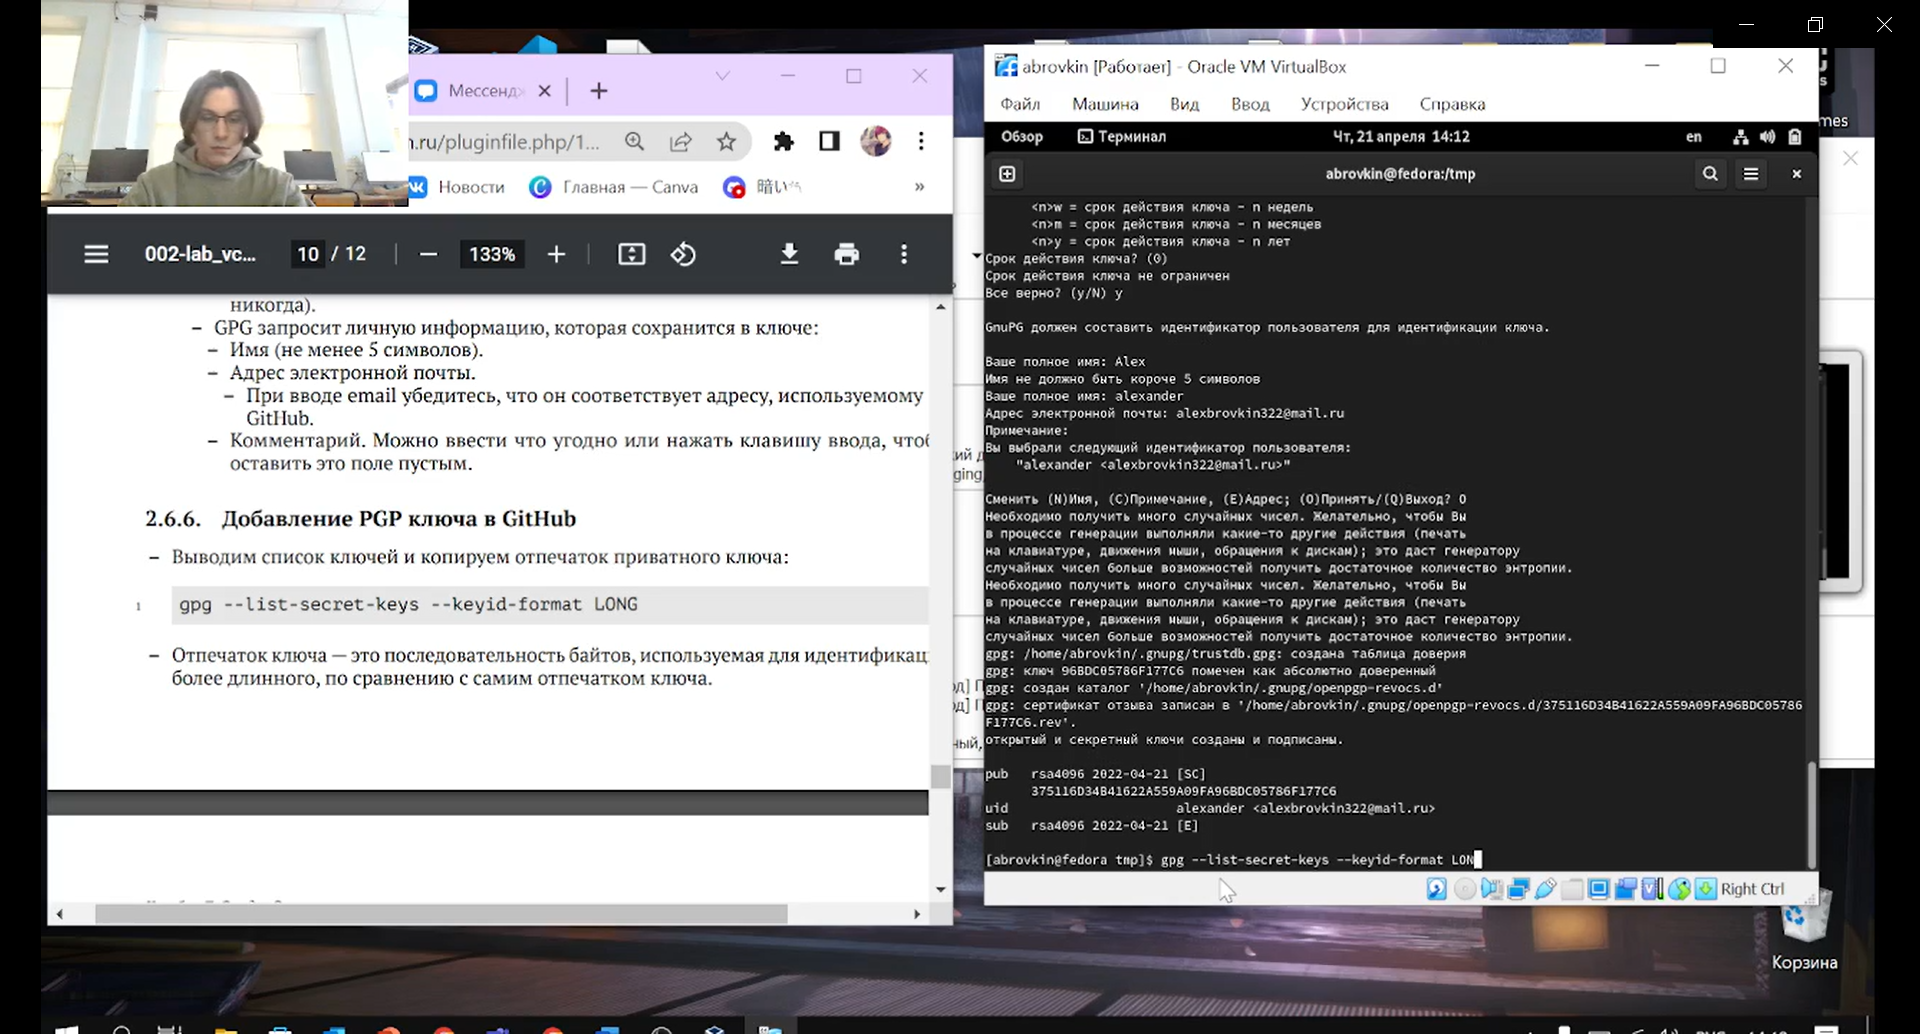 Мессендж
n.ru/pluginfile.php/1...
Новости
Главная — Canva
暗い
»
002-lab_vc...
10 / 12
133%
никогда).
– GPG запросит личную информацию, которая сохранится в ключе:
– Имя (не менее 5 символов).
– Адрес электронной почты.
– При вводе email убедитесь, что он соответствует адресу, используемому
GitHub.
– Комментарий. Можно ввести что угодно или нажать клавишу ввода, чтоб
оставить это поле пустым.
2.6.6. Добавление PGP ключа в GitHub
– Выводим список ключей и копируем отпечаток приватного ключа:
1 gpg --list-secret-keys --keyid-format LONG
– Отпечаток ключа — это последовательность байтов, используемая для идентификац
более длинного, по сравнению с самим отпечатком ключа.
abrovkin [Работает] - Oracle VM VirtualBox
Файл Машина Вид Ввод Устройства Справка
Обзор Терминал Чт, 21 апреля 14:12 en
abrovkin@fedora:/tmp
<n>w = срок действия ключа - n недель
<n>m = срок действия ключа - n месяцев
<n>y = срок действия ключа - n лет
Срок действия ключа? (0)
Срок действия ключа не ограничен
Все верно? (y/N) y
GnuPG должен составить идентификатор пользователя для идентификации ключа.
Ваше полное имя: Alex
Имя не должно быть короче 5 символов
Ваше полное имя: alexander
Адрес электронной почты: alexbrovkin322@mail.ru
Примечание:
Вы выбрали следующий идентификатор пользователя:
"alexander <alexbrovkin322@mail.ru>"
Сменить (N)Имя, (C)Примечание, (E)Адрес; (O)Принять/(Q)Выход? O
Необходимо получить много случайных чисел. Желательно, чтобы Вы
в процессе генерации выполняли какие-то другие действия (печать
на клавиатуре, движения мыши, обращения к дискам); это даст генератору
случайных чисел больше возможностей получить достаточное количество энтропии.
Необходимо получить много случайных чисел. Желательно, чтобы Вы
в процессе генерации выполняли какие-то другие действия (печать
на клавиатуре, движения мыши, обращения к дискам); это даст генератору
случайных чисел больше возможностей получить достаточное количество энтропии.
gpg: /home/abrovkin/.gnupg/trustdb.gpg: создана таблица доверия
gpg: ключ 96BDC05786F177C6 помечен как абсолютно доверенный
gpg: создан каталог '/home/abrovkin/.gnupg/openpgp-revocs.d'
gpg: сертификат отзыва записан в '/home/abrovkin/.gnupg/openpgp-revocs.d/375116D34B41622A559A09FA96BDC05786
F177C6.rev'.
открытый и секретный ключи созданы и подписаны.
pub rsa4096 2022-04-21 [SC]
375116D34B41622A559A09FA96BDC05786F177C6
uid alexander <alexbrovkin322@mail.ru>
sub rsa4096 2022-04-21 [E]
[abrovkin@fedora tmp]$ gpg --list-secret-keys --keyid-format LON
Right Ctrl
Корзина